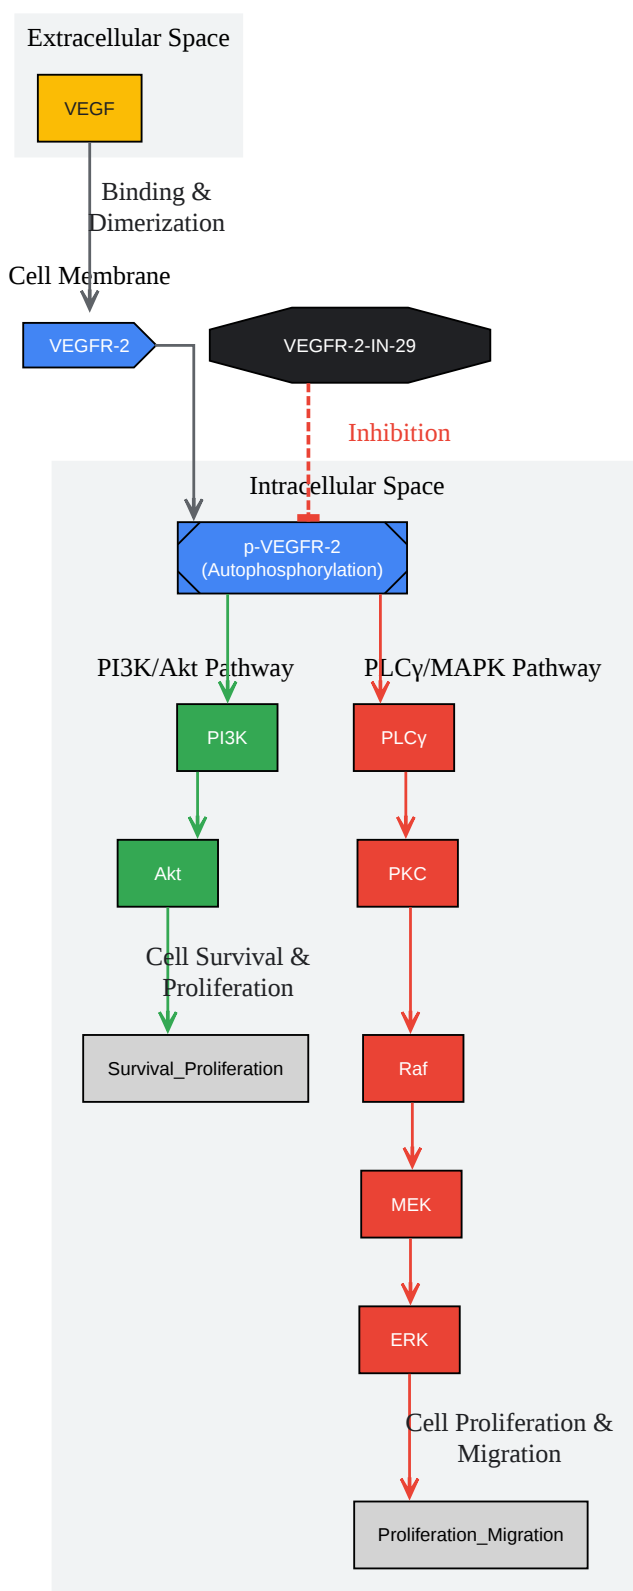 Extracellular Space
VEGF
Binding &
Dimerization
Cell Membrane
VEGFR-2
VEGFR-2-IN-29
Inhibition
Intracellular Space
p-VEGFR-2
(Autophosphorylation)
PI3K/Akt Pathway
PLCγ/MAPK Pathway
PI3K
PLCγ
Akt
PKC
Cell Survival &
Proliferation
Survival_Proliferation
Raf
MEK
ERK
Cell Proliferation &
Migration
Proliferation_Migration